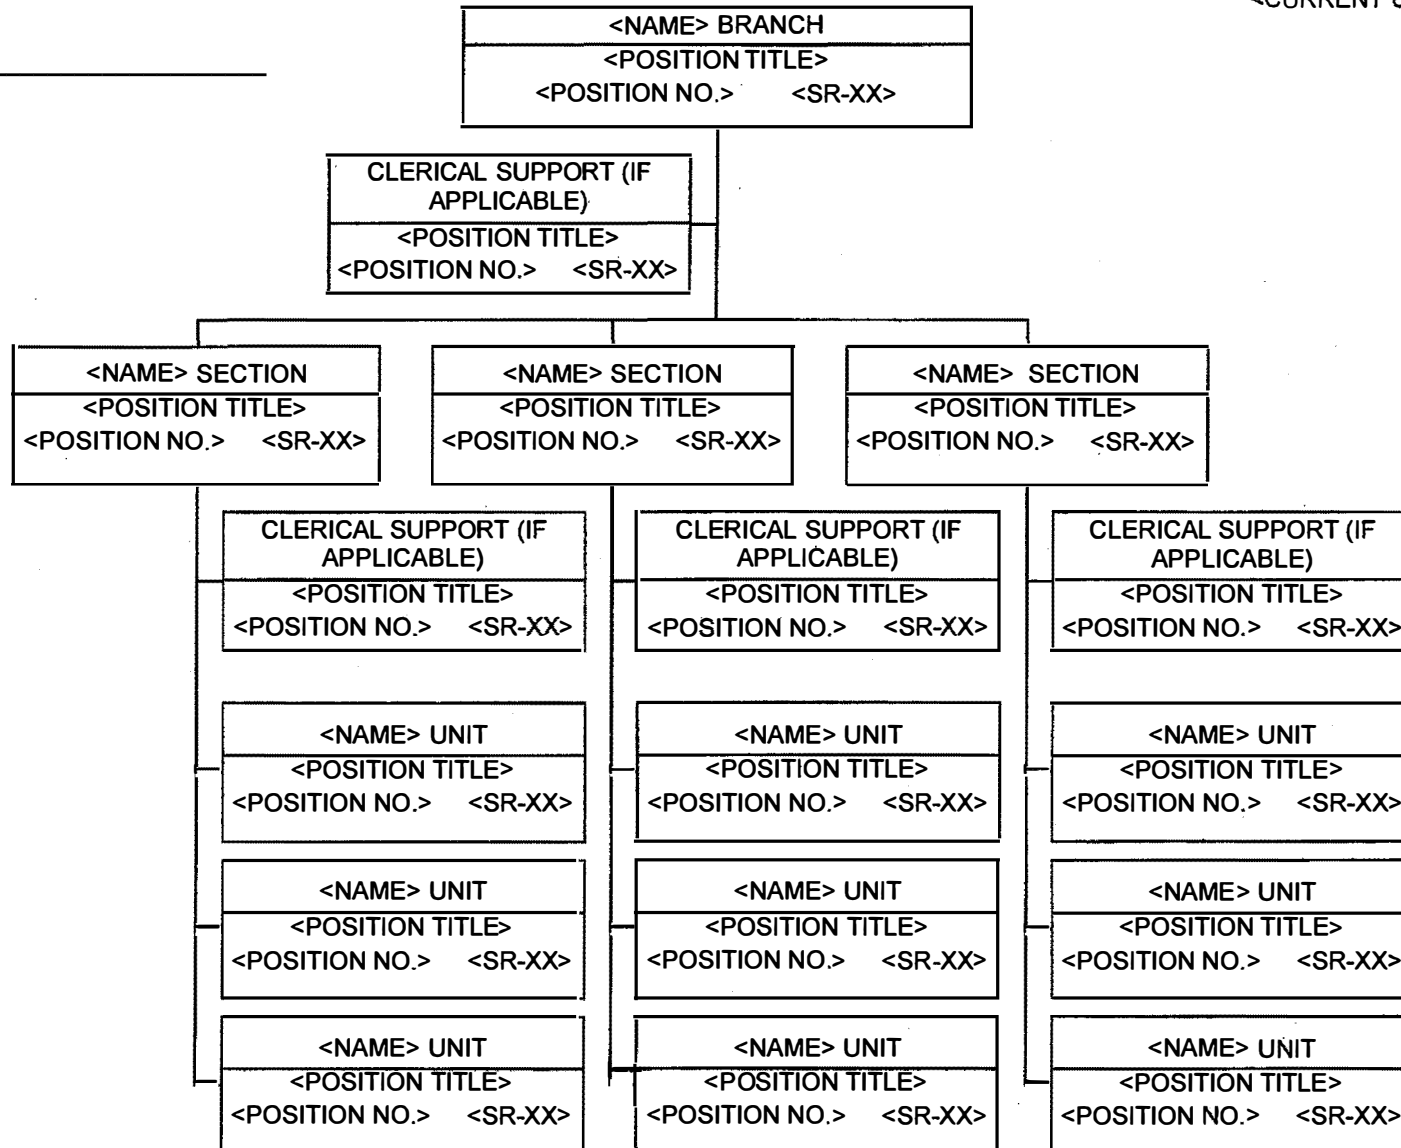 <CURRENT
<NAME> BRANCH
<POSITION TITLE>
<POSITION NO.> <SR-XX>
CLERICAL SUPPORT (IF
APPLICABLE)
<POSITION TITLE>
<POSITION NO.> <SR-XX>
<NAME> SECTION
<POSITION TITLE>
<POSITION NO.> <SR-XX>
<NAME> SECTION
<POSITION TITLE>
<POSITION NO.> <SR-XX>
<NAME> SECTION
<POSITION TITLE>
<POSITION NO.> <SR-XX>
CLERICAL SUPPORT (IF
APPLICABLE)
<POSITION TITLE>
<POSITION NO.> <SR-XX>
CLERICAL SUPPORT (IF
APPLICABLE)
<POSITION TITLE>
<POSITION NO.> <SR-XX>
CLERICAL SUPPORT (IF
APPLICABLE)
<POSITION TITLE>
<POSITION NO.> <SR-XX>
<NAME> UNIT
<POSITION TITLE>
<POSITION NO.> <SR-XX>
<NAME> UNIT
<POSITION TITLE>
<POSITION NO.> <SR-XX>
<NAME> UNIT
<POSITION TITLE>
<POSITION NO.> <SR-XX>
<NAME> UNIT
<POSITION TITLE>
<POSITION NO.> <SR-XX>
<NAME> UNIT
<POSITION TITLE>
<POSITION NO.> <SR-XX>
<NAME> UNIT
<POSITION TITLE>
<POSITION NO.> <SR-XX>
<NAME> UNIT
<POSITION TITLE>
<POSITION NO.> <SR-XX>
<NAME> UNIT
<POSITION TITLE>
<POSITION NO.> <SR-XX>
<NAME> UNIT
<POSITION TITLE>
<POSITION NO.> <SR-XX>